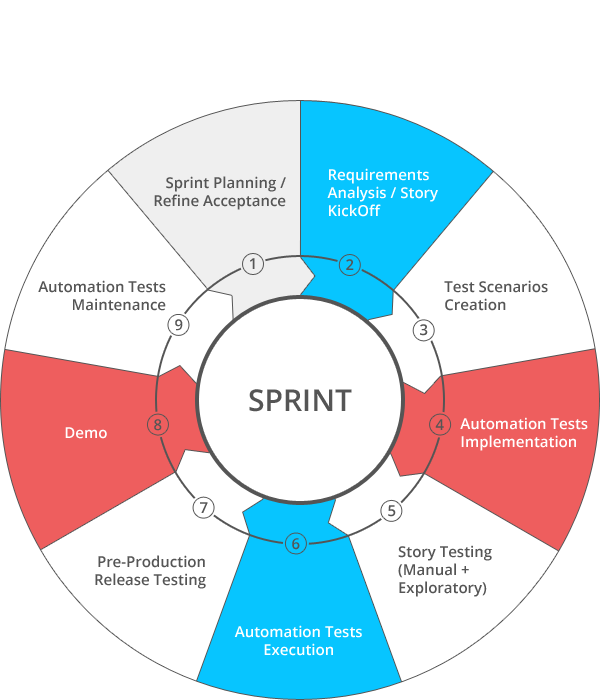 Sprint Planning /
Refine Acceptance
1
Requirements
Analysis / Story
KickOff
2
Test Scenarios
Creation
3
Automation Tests
Implementation
4
Story Testing
(Manual +
Exploratory)
5
Automation Tests
Execution
6
Pre-Production
Release Testing
7
Demo
8
Automation Tests
Maintenance
9
SPRINT